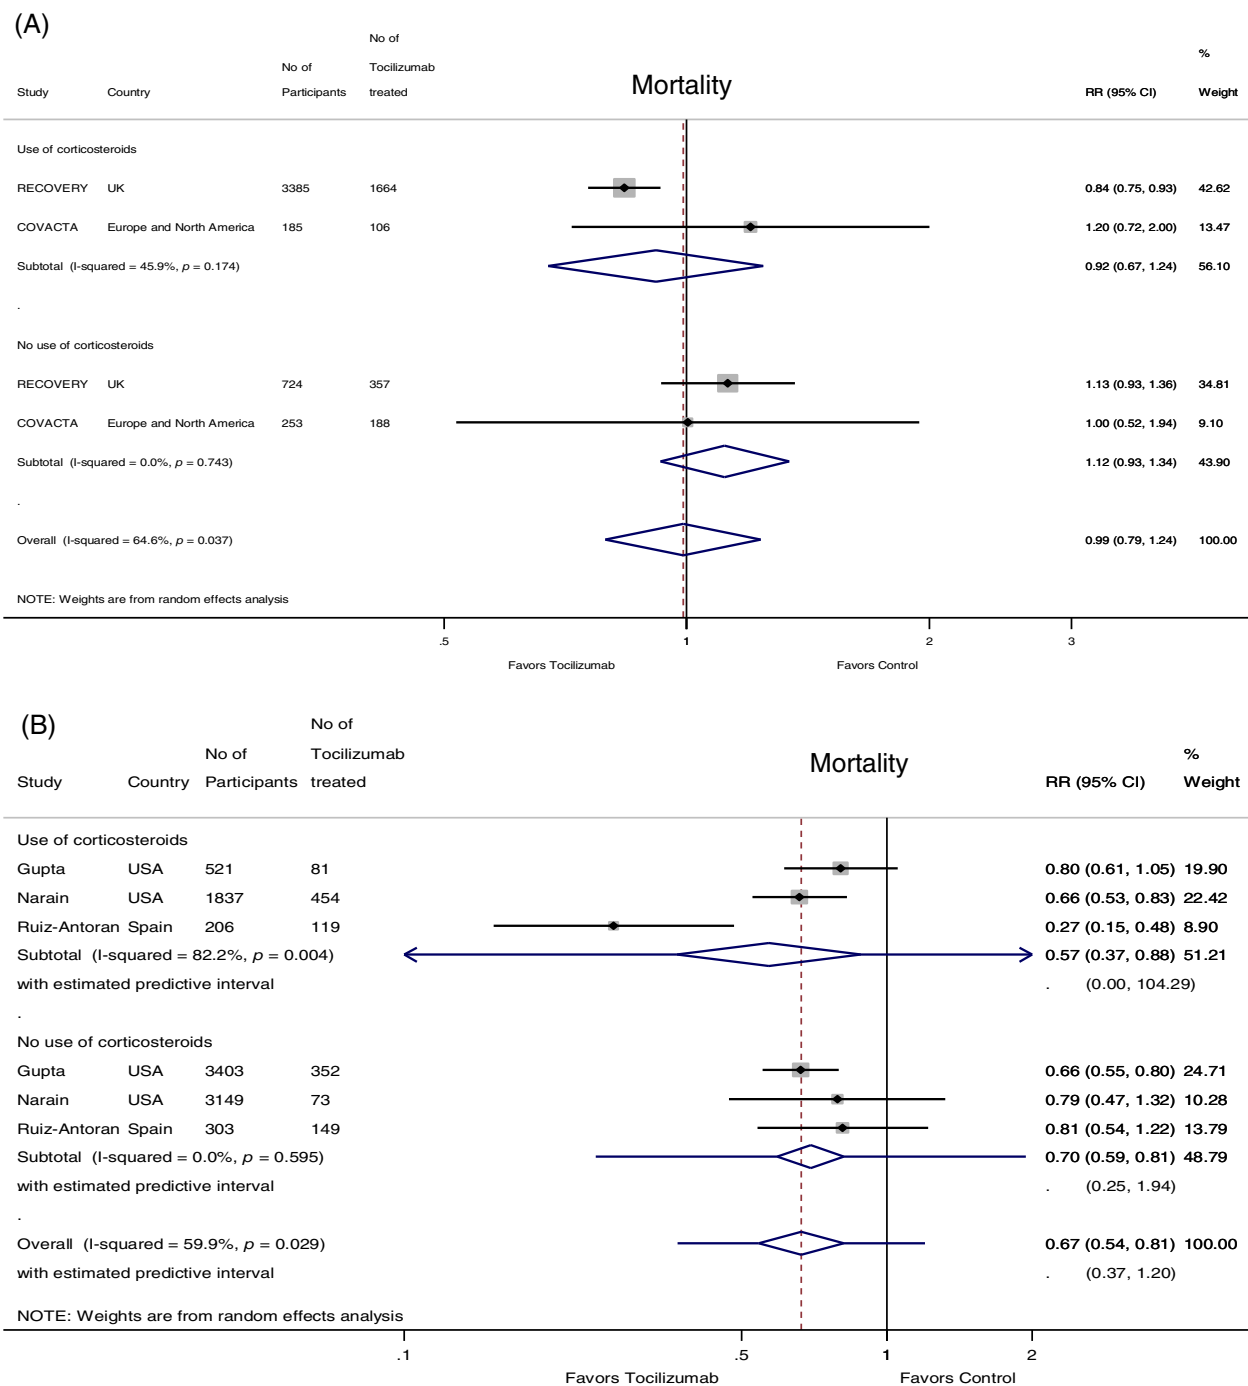 (A)
No of
No of Tocilizumab %
Study Country Participants treated Mortality RR (95% CI) Weight
Use of corticosteroids
RECOVERY UK 3385 1664 0.84 (0.75, 0.93) 42.62
COVACTA Europe and North America 185 106 1.20 (0.72, 2.00) 13.47
Subtotal (I-squared = 45.9%, p = 0.174) 0.92 (0.67, 1.24) 56.10
.
No use of corticosteroids
RECOVERY UK 724 357 1.13 (0.93, 1.36) 34.81
COVACTA Europe and North America 253 188 1.00 (0.52, 1.94) 9.10
Subtotal (I-squared = 0.0%, p = 0.743) 1.12 (0.93, 1.34) 43.90
.
Overall (I-squared = 64.6%, p = 0.037) 0.99 (0.79, 1.24) 100.00
NOTE: Weights are from random effects analysis
.5 1 2 3
Favors Tocilizumab Favors Control
(B)
No of
No of Tocilizumab Mortality %
Study Country Participants treated RR (95% CI) Weight
Use of corticosteroids
Gupta USA 521 81 0.80 (0.61, 1.05) 19.90
Narain USA 1837 454 0.66 (0.53, 0.83) 22.42
Ruiz-Antoran Spain 206 119 0.27 (0.15, 0.48) 8.90
Subtotal (I-squared = 82.2%, p = 0.004) 0.57 (0.37, 0.88) 51.21
with estimated predictive interval . (0.00, 104.29)
.
No use of corticosteroids
Gupta USA 3403 352 0.66 (0.55, 0.80) 24.71
Narain USA 3149 73 0.79 (0.47, 1.32) 10.28
Ruiz-Antoran Spain 303 149 0.81 (0.54, 1.22) 13.79
Subtotal (I-squared = 0.0%, p = 0.595) 0.70 (0.59, 0.81) 48.79
with estimated predictive interval . (0.25, 1.94)
.
Overall (I-squared = 59.9%, p = 0.029) 0.67 (0.54, 0.81) 100.00
with estimated predictive interval . (0.37, 1.20)
NOTE: Weights are from random effects analysis
.1 .5 1 2
Favors Tocilizumab Favors Control